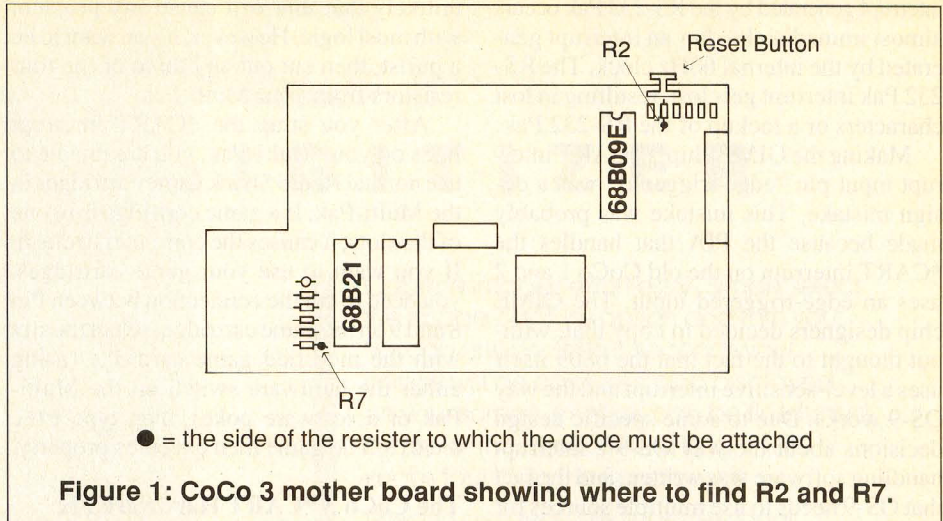 R2
Reset Button
68B09E
68B21
R7
● = the side of the resister to which the diode must be attached
Figure 1: CoCo 3 mother board showing where to find R2 and R7.